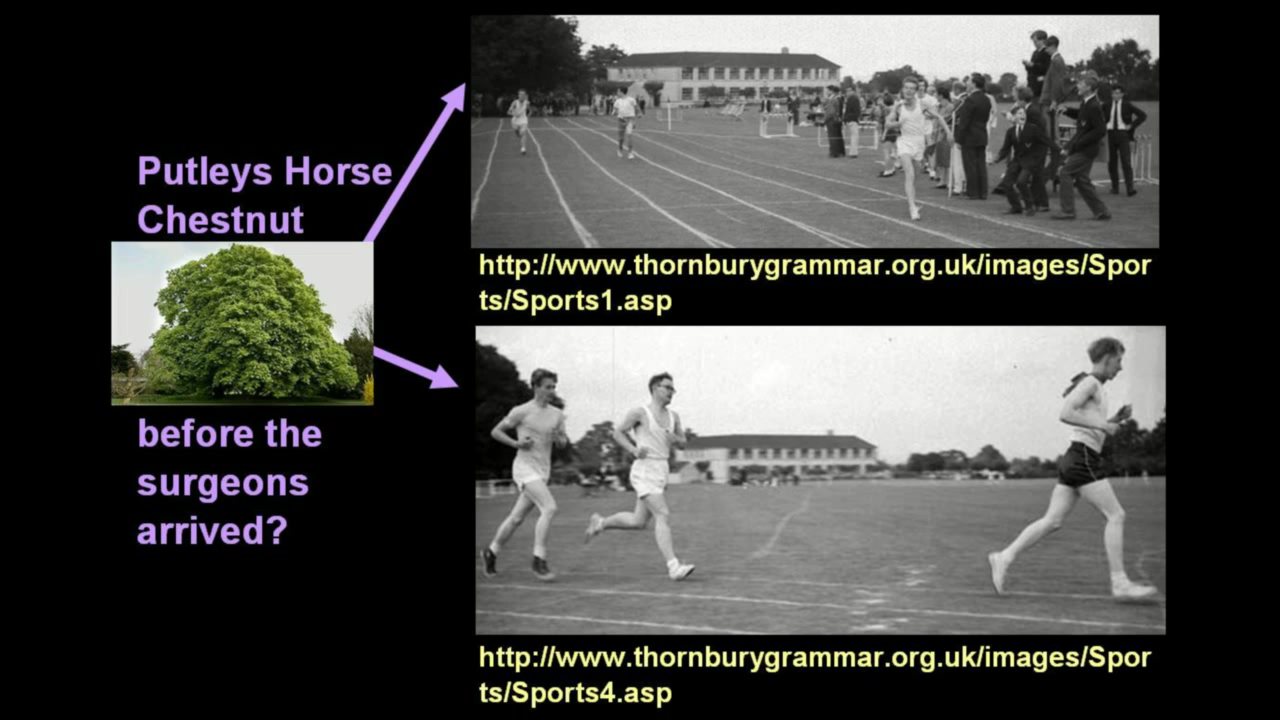 Putleys Horse
Chestnut
before the
surgeons
arrived?
http://www.thornburygrammar.org.uk/images/Spor
ts/Sports1.asp
http://www.thornburygrammar.org.uk/images/Spor
ts/Sports4.asp